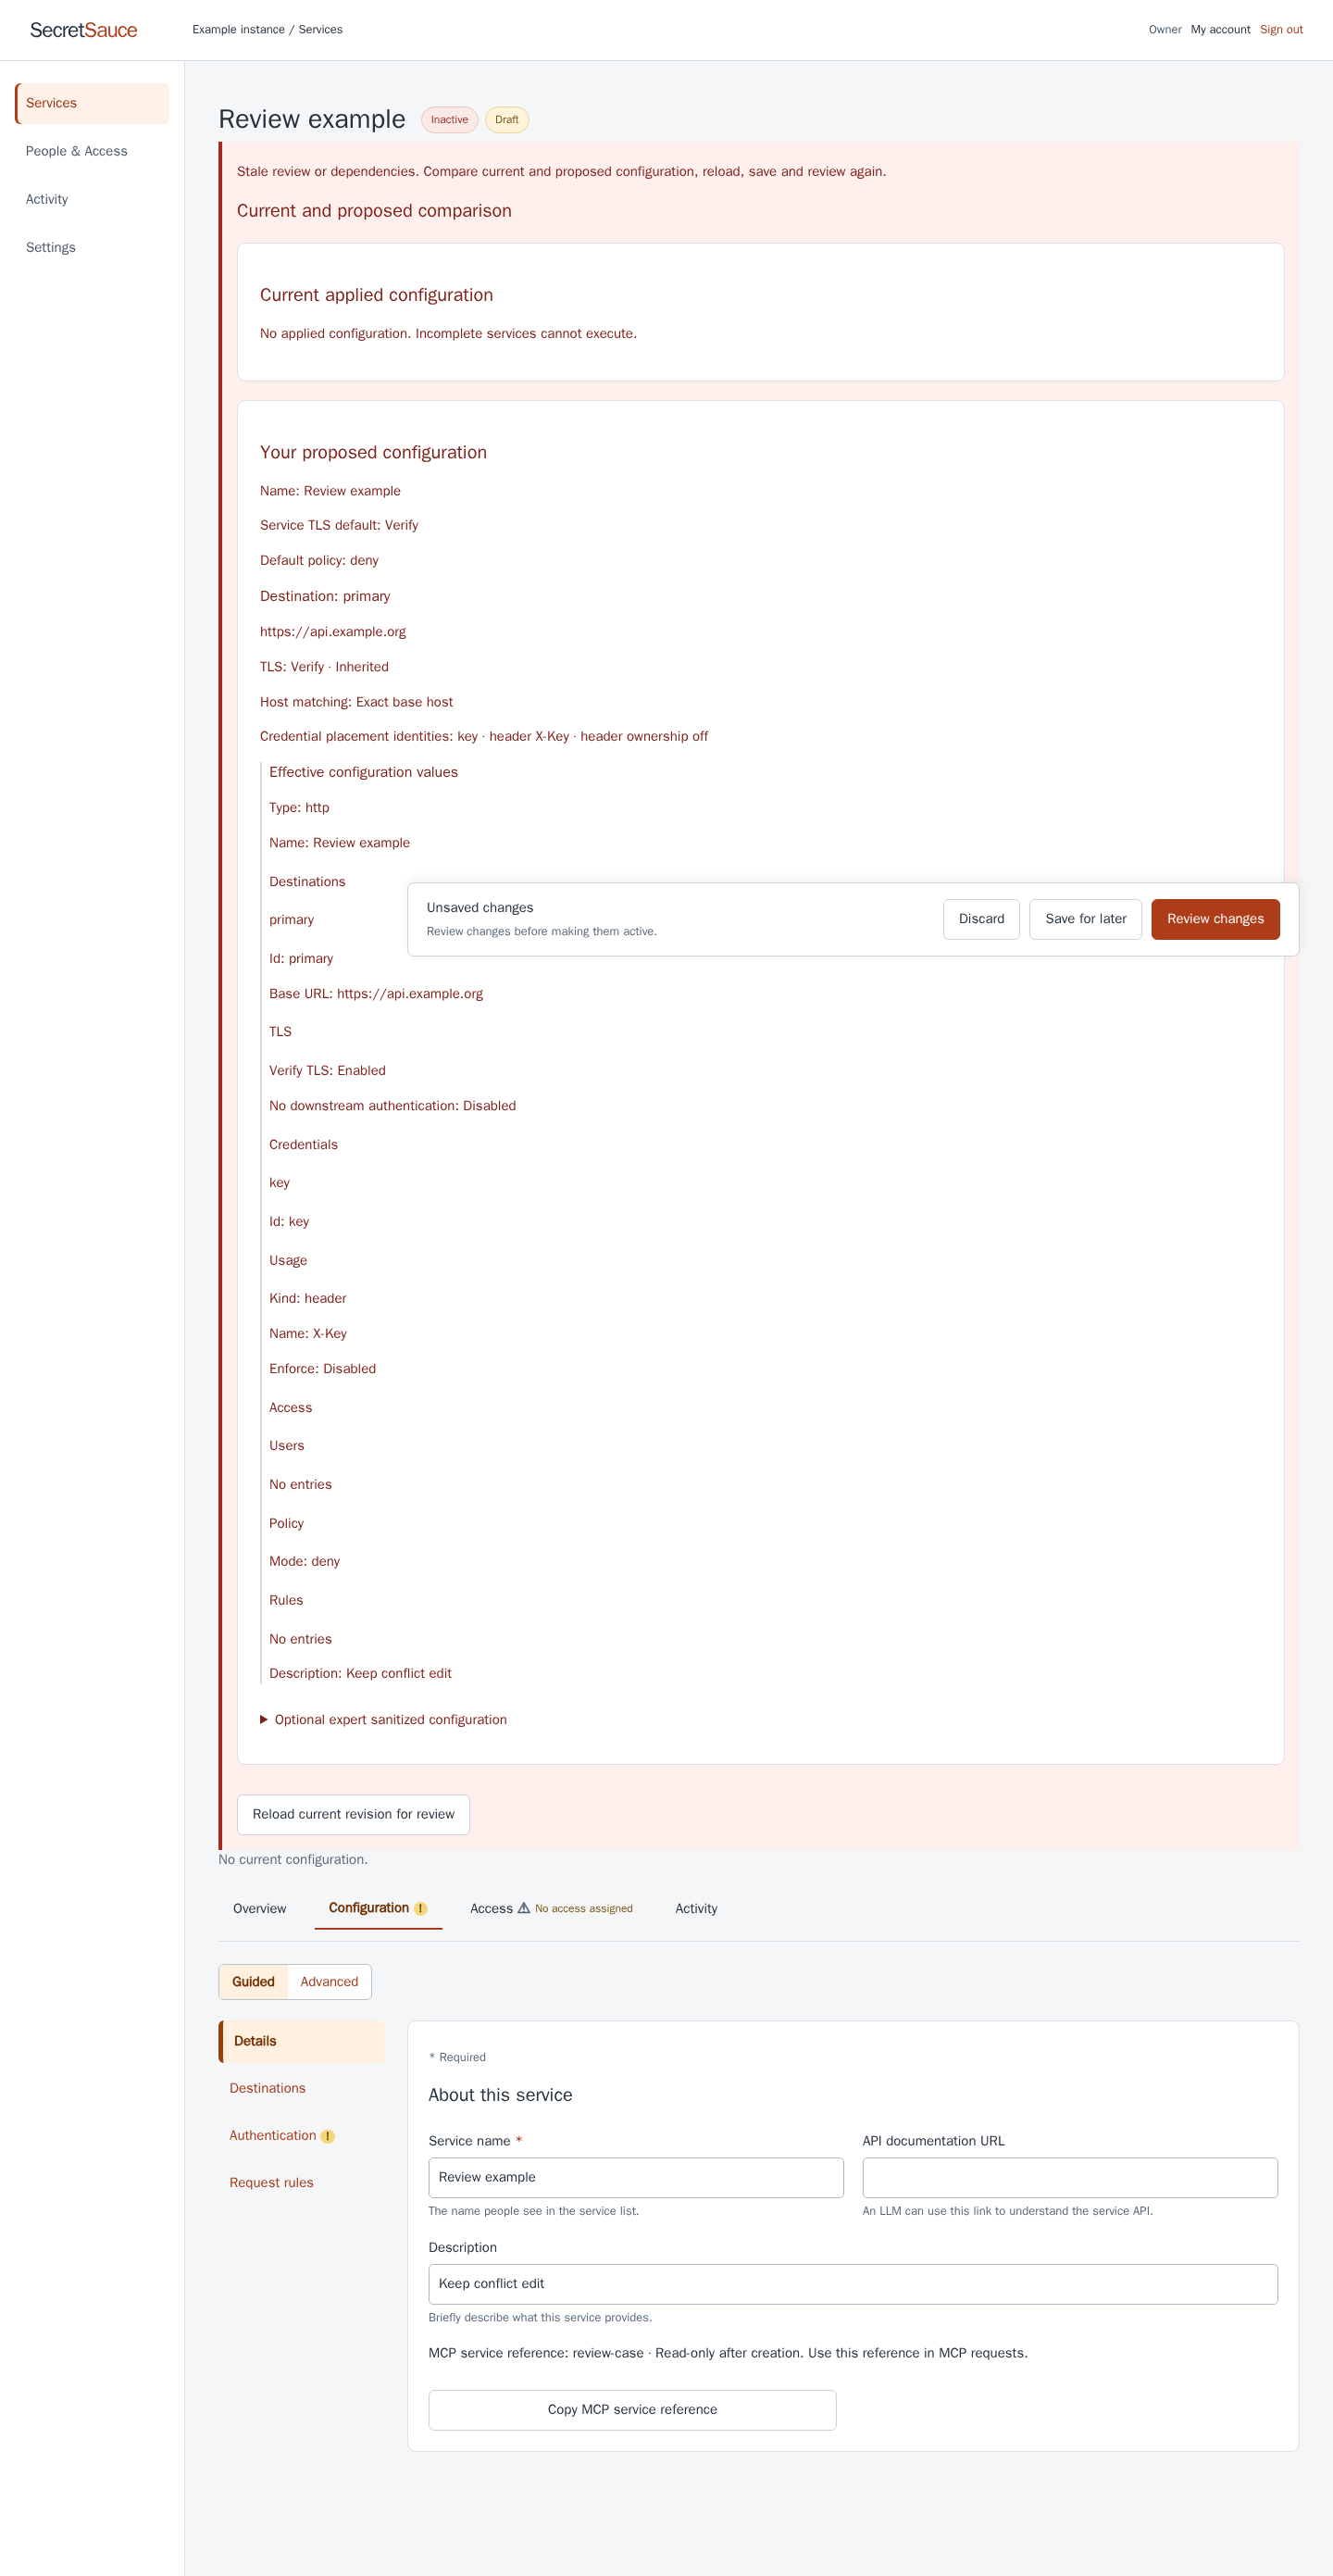 SecretSauce
Example instance / Services
Owner My account Sign out
Services
People & Access
Activity
Settings
Review example Inactive Draft
Stale review or dependencies. Compare current and proposed configuration, reload, save and review again.
Current and proposed comparison
Current applied configuration
No applied configuration. Incomplete services cannot execute.
Your proposed configuration
Name: Review example
Service TLS default: Verify
Default policy: deny
Destination: primary
https://api.example.org
TLS: Verify · Inherited
Host matching: Exact base host
Credential placement identities: key · header X-Key · header ownership off
Effective configuration values
Type: http
Name: Review example
Destinations
primary
Unsaved changes
Review changes before making them active.
Discard Save for later Review changes
Id: primary
Base URL: https://api.example.org
TLS
Verify TLS: Enabled
No downstream authentication: Disabled
Credentials
key
Id: key
Usage
Kind: header
Name: X-Key
Enforce: Disabled
Access
Users
No entries
Policy
Mode: deny
Rules
No entries
Description: Keep conflict edit
Optional expert sanitized configuration
Reload current revision for review
No current configuration.
Overview Configuration ! Access ⚠ No access assigned Activity
Guided Advanced
Details
Destinations
Authentication !
Request rules
* Required
About this service
Service name * API documentation URL
Review example
The name people see in the service list. An LLM can use this link to understand the service API.
Description
Keep conflict edit
Briefly describe what this service provides.
MCP service reference: review-case · Read-only after creation. Use this reference in MCP requests.
Copy MCP service reference